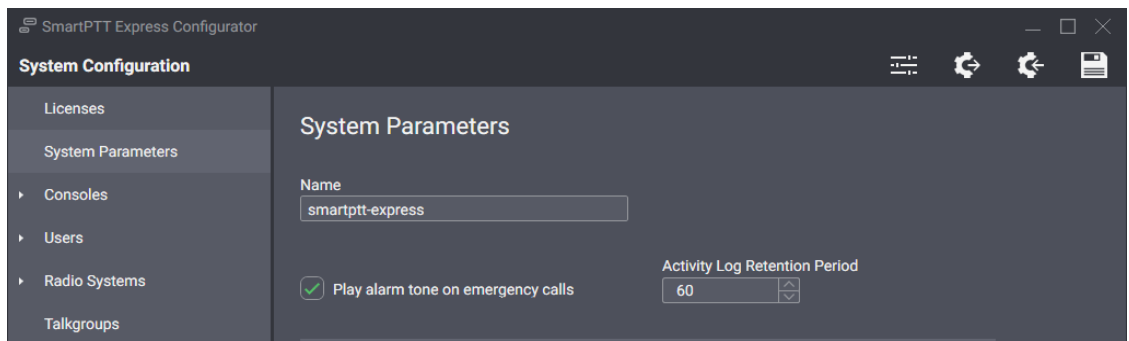 SmartPTT Express Configurator
System Configuration
Licenses
System Parameters
Consoles
Users
Radio Systems
Talkgroups
System Parameters
Name
smartptt-express
Play alarm tone on emergency calls
Activity Log Retention Period
60